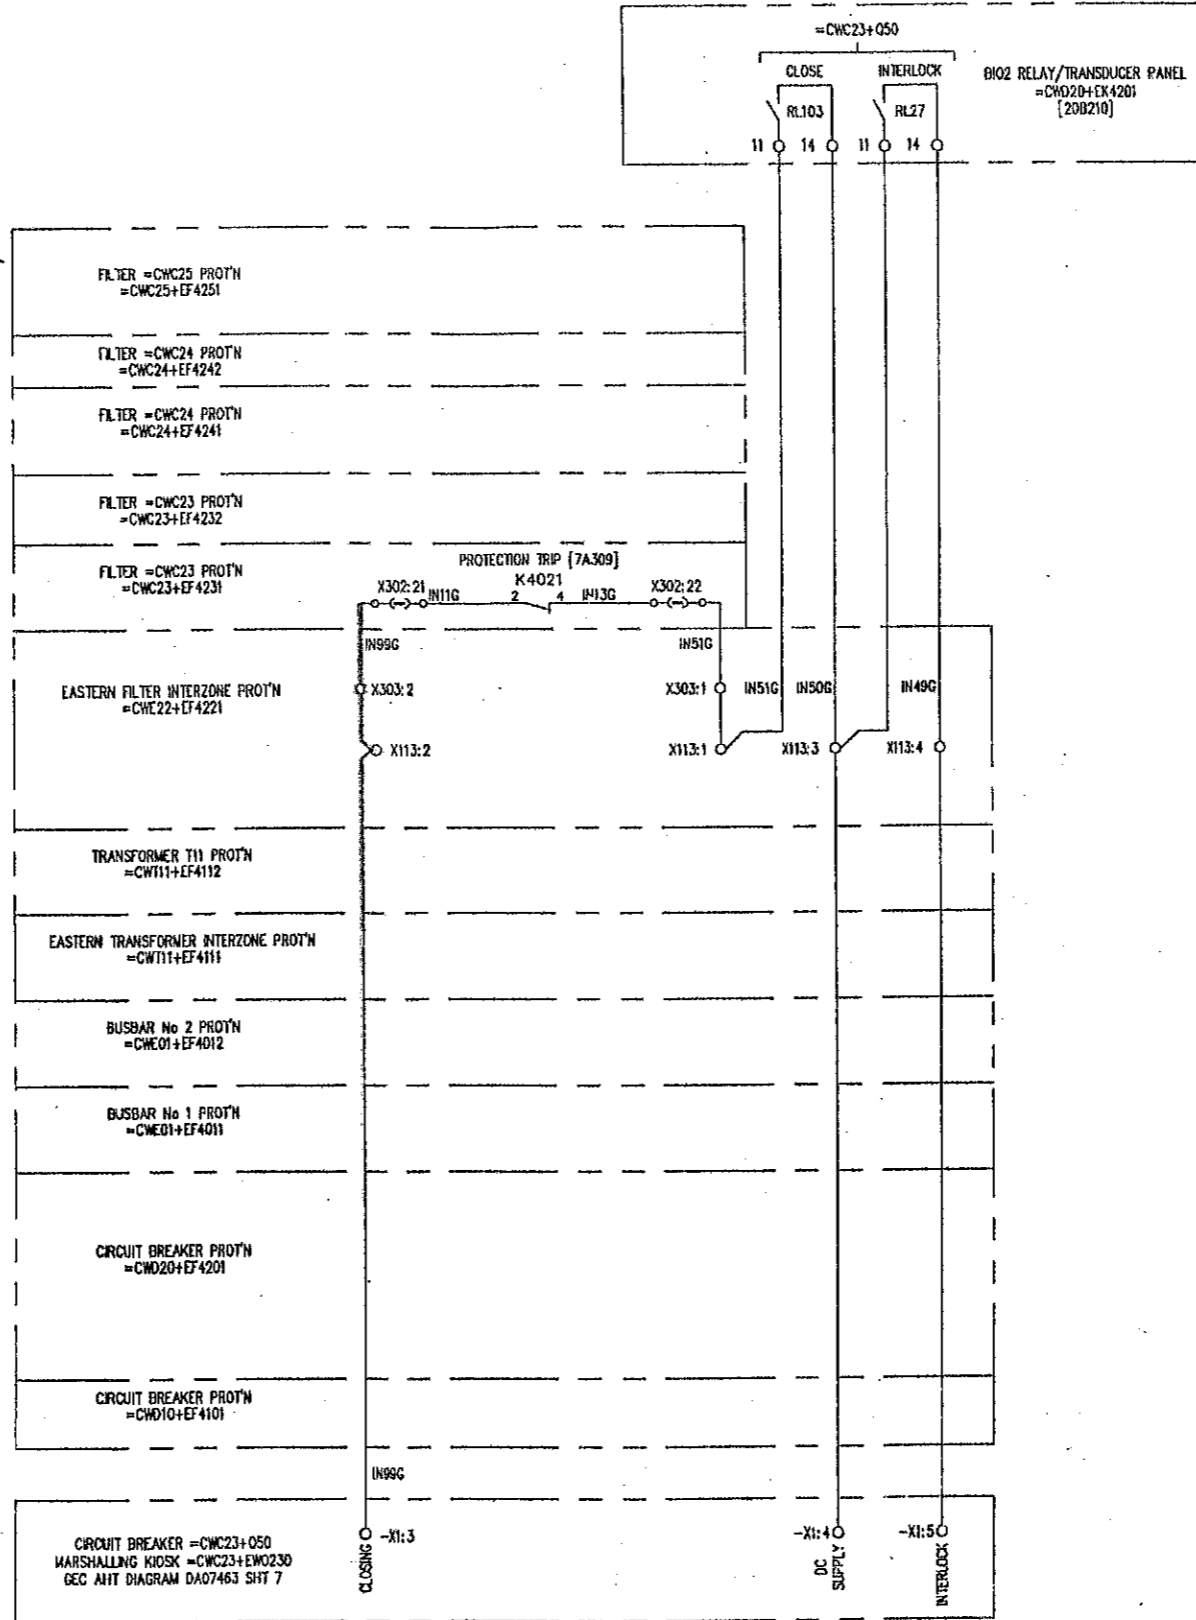 =CWC23+Q50
CLOSE
INTERLOCK
BI02 RELAY/TRANSDUCER PANEL
=CWD20+EK4201
[20B210]
RL103
RL27
11
14
11
14
FILTER =CWC25 PROT'N
=CWC25+EF4251
FILTER =CWC24 PROT'N
=CWC24+EF4242
FILTER =CWC24 PROT'N
=CWC24+EF4241
FILTER =CWC23 PROT'N
=CWC23+EF4232
FILTER =CWC23 PROT'N
=CWC23+EF4231
PROTECTION TRIP [7A309]
K4021
X302:21
IN11G
2
4
IN13G
X302:22
IN99G
IN51G
EASTERN FILTER INTERZONE PROT'N
=CWE22+EF4221
X303:2
X303:1
IN51G
IN50G
IN49G
X113:2
X113:1
X113:3
X113:4
TRANSFORMER T11 PROT'N
=CWT11+EF4112
EASTERN TRANSFORMER INTERZONE PROT'N
=CWT11+EF4111
BUSBAR No 2 PROT'N
=CWE01+EF4012
BUSBAR No 1 PROT'N
=CWE01+EF4011
CIRCUIT BREAKER PROT'N
=CWD20+EF4201
CIRCUIT BREAKER PROT'N
=CWD10+EF4101
IN99G
CIRCUIT BREAKER =CWC23+Q50
MARSHALLING KIOSK =CWC23+EW0230
GEC AHT DIAGRAM DA07463 SHT 7
-X1:3
CLOSING
-X1:4
DC
SUPPLY
-X1:5
INTERLOCK